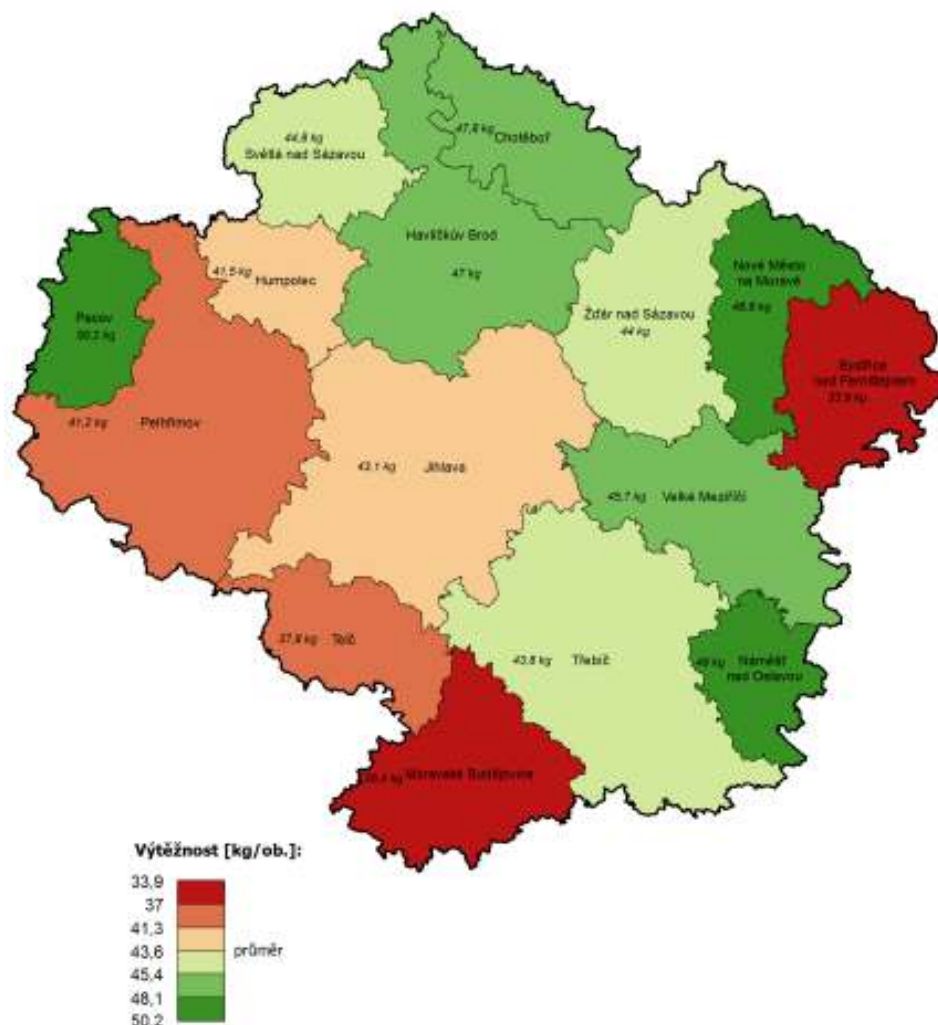 47,8 kg
Chotěboř
44,8 kg
Světlá nad Sázavou
Havlíčkův Brod
47 kg
41,5 kg
Humpolec
Nové Město
na Moravě
Žďár nad Sázavou
44 kg
Pacov
50,2 kg
Bystřice
nad Pernštejnem
33,9 kg
41,2 kg
Pelhřimov
43,1 kg
Jihlava
45,7 kg
Velké Meziříčí
37,8 kg
Telč
43,8 kg
Třebíč
49 kg
Náměšť
nad Oslavou
Moravské Budějovice
Výtěžnost [kg/ob.]:
33,9
37
41,3
43,6
průměr
45,4
48,1
50,2